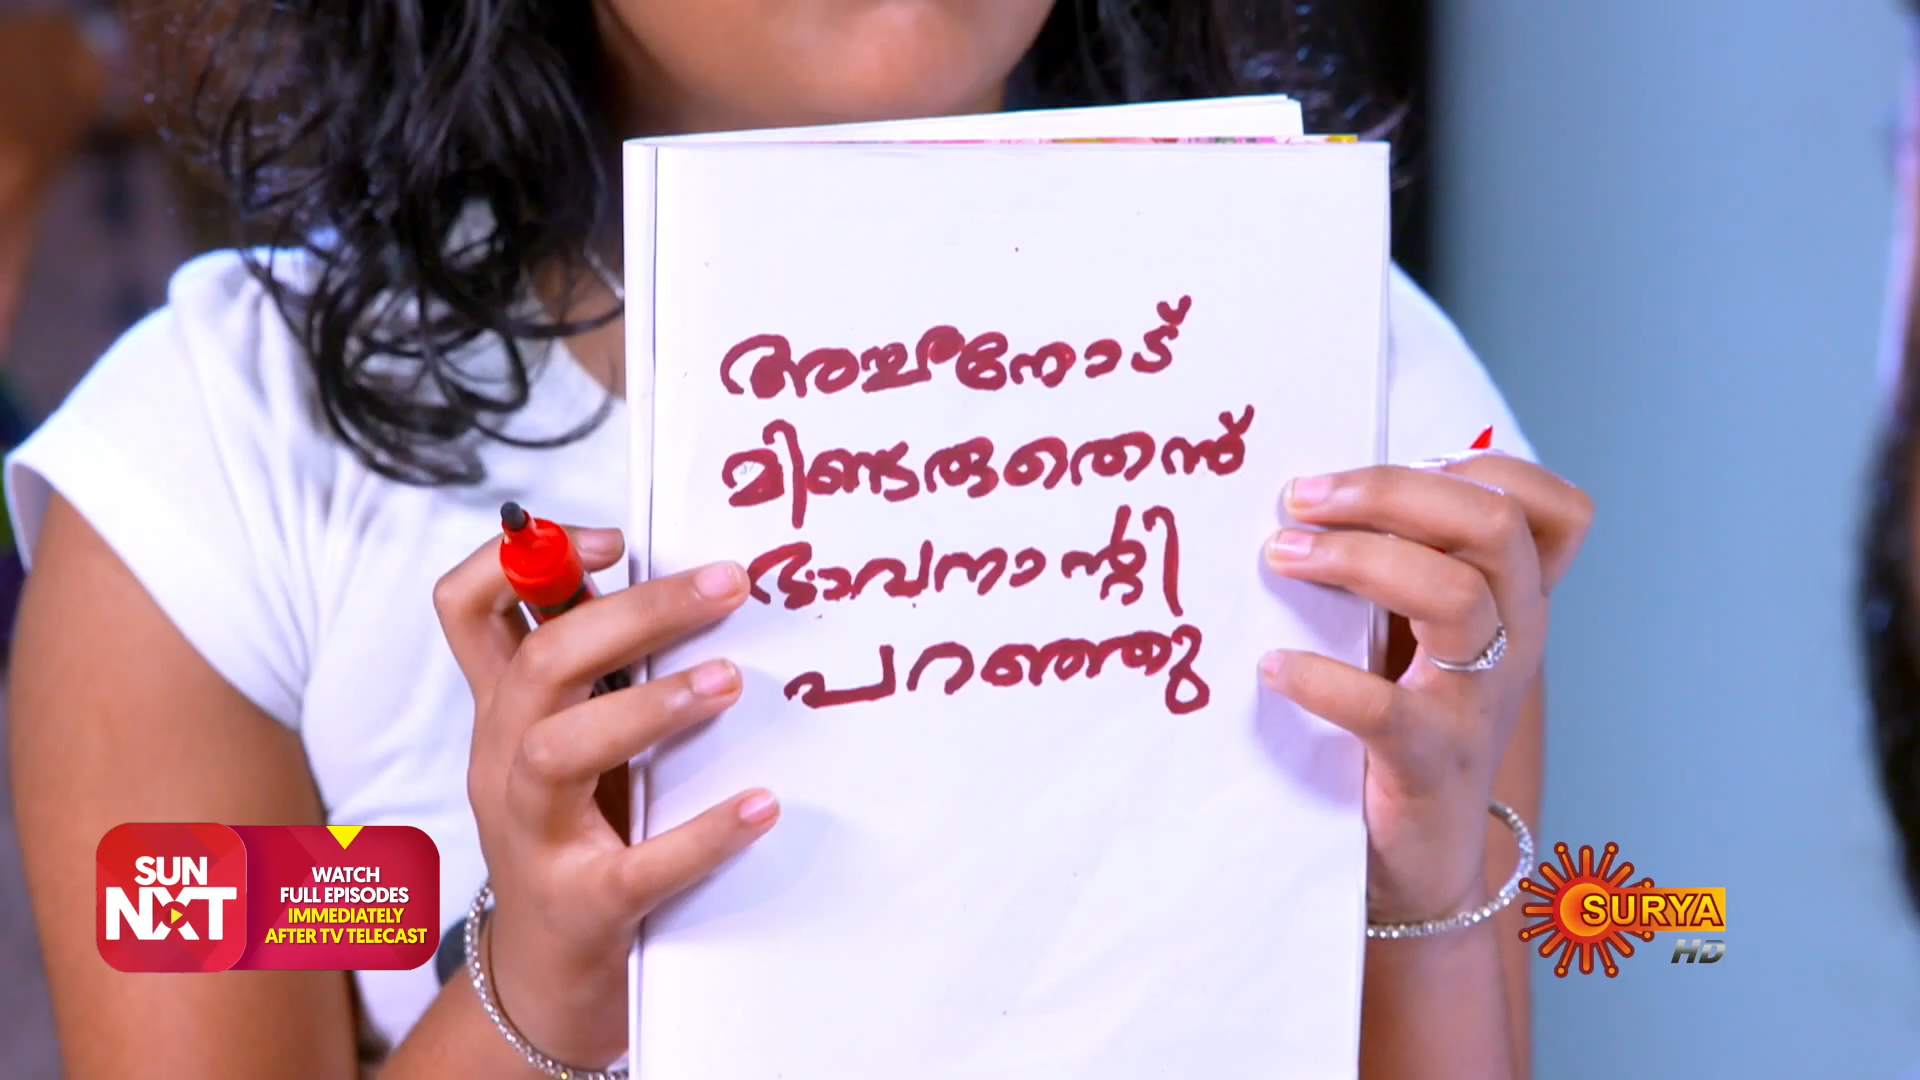 അച്ഛനോട്
മിണ്ടരുതെന്ന്
ഭാവനാന്റി
പറഞ്ഞു
SUN
NXT
WATCH
FULL EPISODES
IMMEDIATELY
AFTER TV TELECAST
SURYA
HD